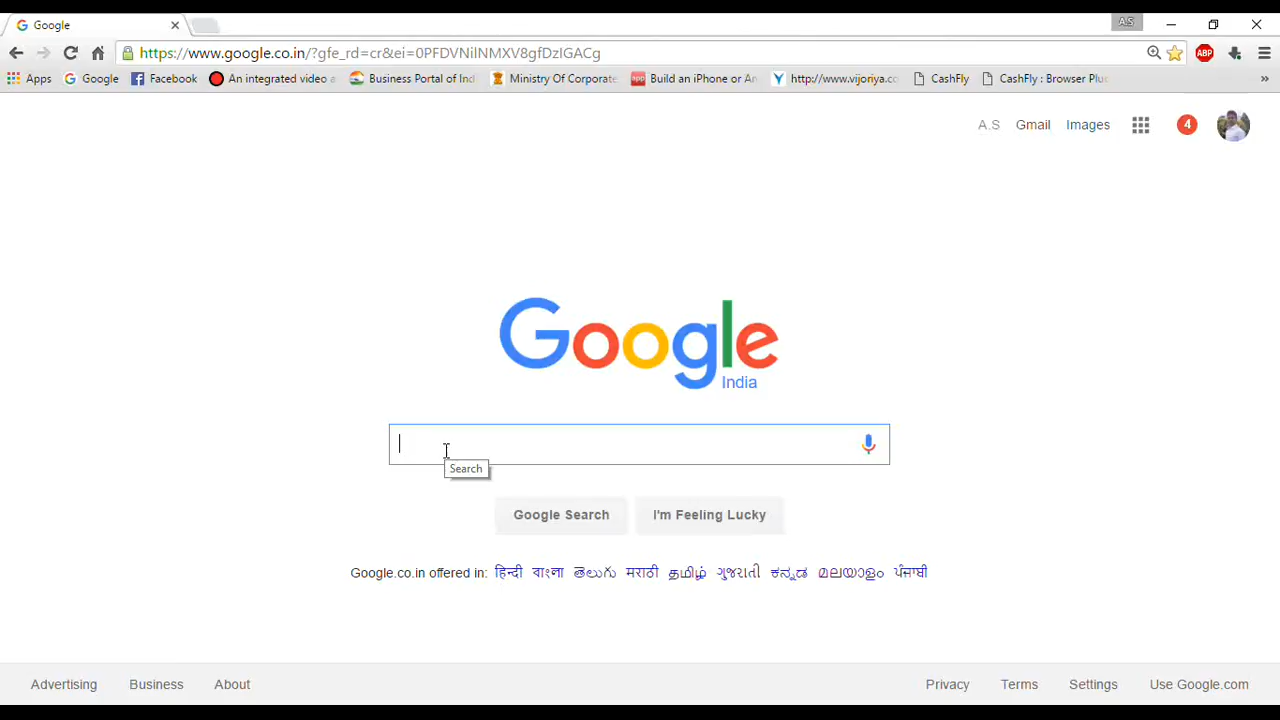 Google
A.S
https://www.google.co.in/?gfe_rd=cr&ei=0PFDVNiINMXV8gfDzIGACg
Apps Google Facebook An integrated video a Business Portal of Ind Ministry Of Corporate Build an iPhone or An http://www.vijoriya.co CashFly CashFly : Browser Plu »
A.S Gmail Images 4
Google
India
Search
Google Search I'm Feeling Lucky
Google.co.in offered in: हिन्दी বাংলা తెలుగు मराठी தமிழ் ગુજરાતી ಕನ್ನಡ മലയാളം ਪੰਜਾਬੀ
Advertising Business About Privacy Terms Settings Use Google.com